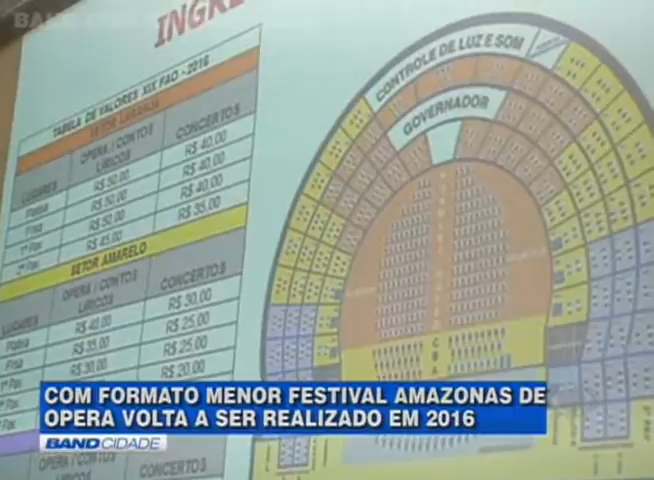 INGRE
TABELA DE VALORES XIX FAO - 2016
SETOR LARANJA
LUGARES
OPERA / CONTOS LÍRICOS
CONCERTOS
Plateia
R$ 50,00
R$ 40,00
Frisa
R$ 50,00
R$ 40,00
1º Pav.
R$ 50,00
R$ 40,00
2º Pav.
R$ 45,00
R$ 35,00
SETOR AMARELO
LUGARES
OPERA / CONTOS LÍRICOS
CONCERTOS
Plateia
R$ 40,00
R$ 30,00
Frisa
R$ 35,00
R$ 25,00
R$ 30,00
R$ 25,00
R$ 20,00
OPERA / CONTOS
CONCERTOS
CONTROLE DE LUZ E SOM
GOVERNADOR
C B A
COM FORMATO MENOR FESTIVAL AMAZONAS DE
OPERA VOLTA A SER REALIZADO EM 2016
BAND CIDADE